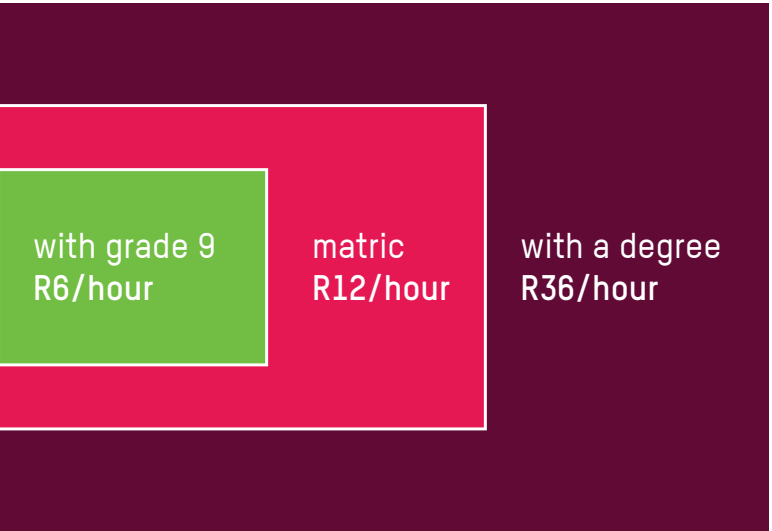 with grade 9
R6/hour
matric
R12/hour
with a degree
R36/hour